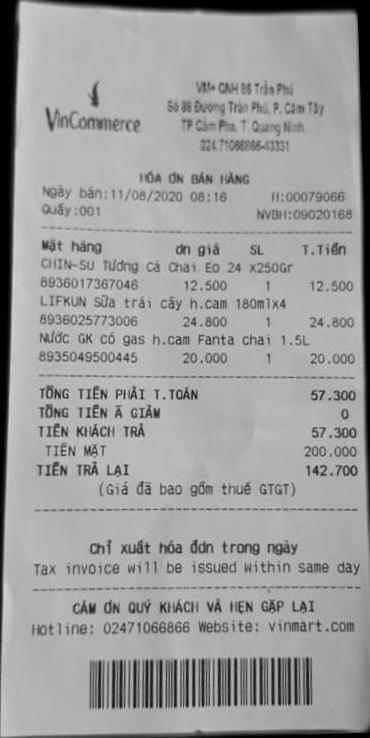 VinCommerce
VM+ QNH 86 Trần Phú
Số 86 Đường Trần Phú, P. Cẩm Tây
TP Cẩm Phả, T. Quảng Ninh
024.71066866-43331
HÓA ĐN BÁN HÀNG
Ngày bán:11/08/2020 08:16 H:00079066
Quầy:001 NVBH:09020168
Mặt hàng đn giá SL T.Tiền
CHIN-SU Tương cà Chai Eo 24 x250Gr
8936017367046 12.500 1 12.500
LIFKUN Sữa trái cây h.cam 180mlx4
8936025773006 24.800 1 24.800
Nước GK có gas h.cam Fanta chai 1.5L
8935049500445 20.000 1 20.000
TỔNG TIỀN PHẢI T.TOÁN 57.300
TỔNG TIỀN Ã GIẢM 0
TIỀN KHÁCH TRẢ 57.300
TIỀN MẶT 200.000
TIỀN TRẢ LẠI 142.700
(Giá đã bao gồm thuế GTGT)
Chỉ xuất hóa đơn trong ngày
Tax invoice will be issued within same day
CẢM ƠN QUÝ KHÁCH VÀ HẸN GẶP LẠI
Hotline: 02471066866 Website: vinmart.com